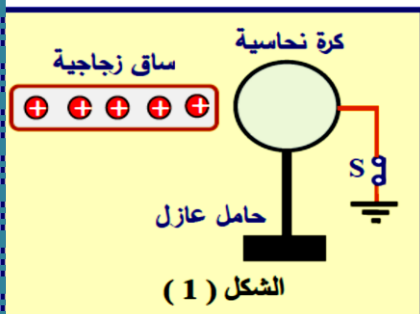 كرة نحاسية
ساق زجاجية
+ + + + +
S
حامل عازل
الشكل ( 1 )